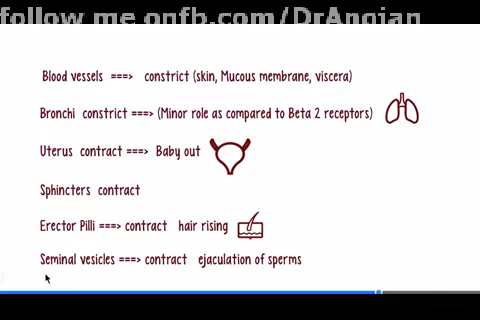 follow me onfb.com/DrAngian
Blood vessels ===> constrict (skin, Mucous membrane, viscera)
Bronchi constrict ===> (Minor role as compared to Beta 2 receptors)
Uterus contract ===> Baby out
Sphincters contract
Erector Pilli ===> contract hair rising
Seminal vesicles ===> contract ejaculation of sperms